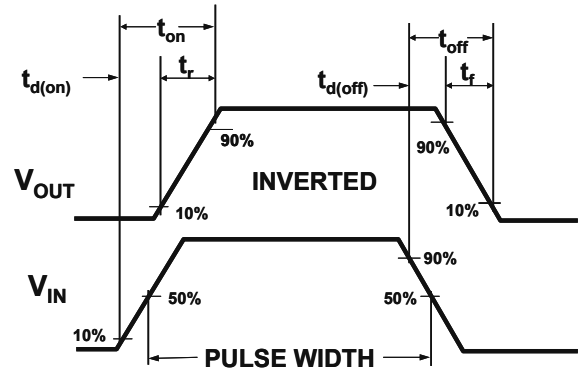 t_on
t_off
t_d(on)
t_r
t_d(off)
t_f
90%
90%
V_OUT
INVERTED
10%
10%
V_IN
90%
50%
50%
10%
PULSE WIDTH